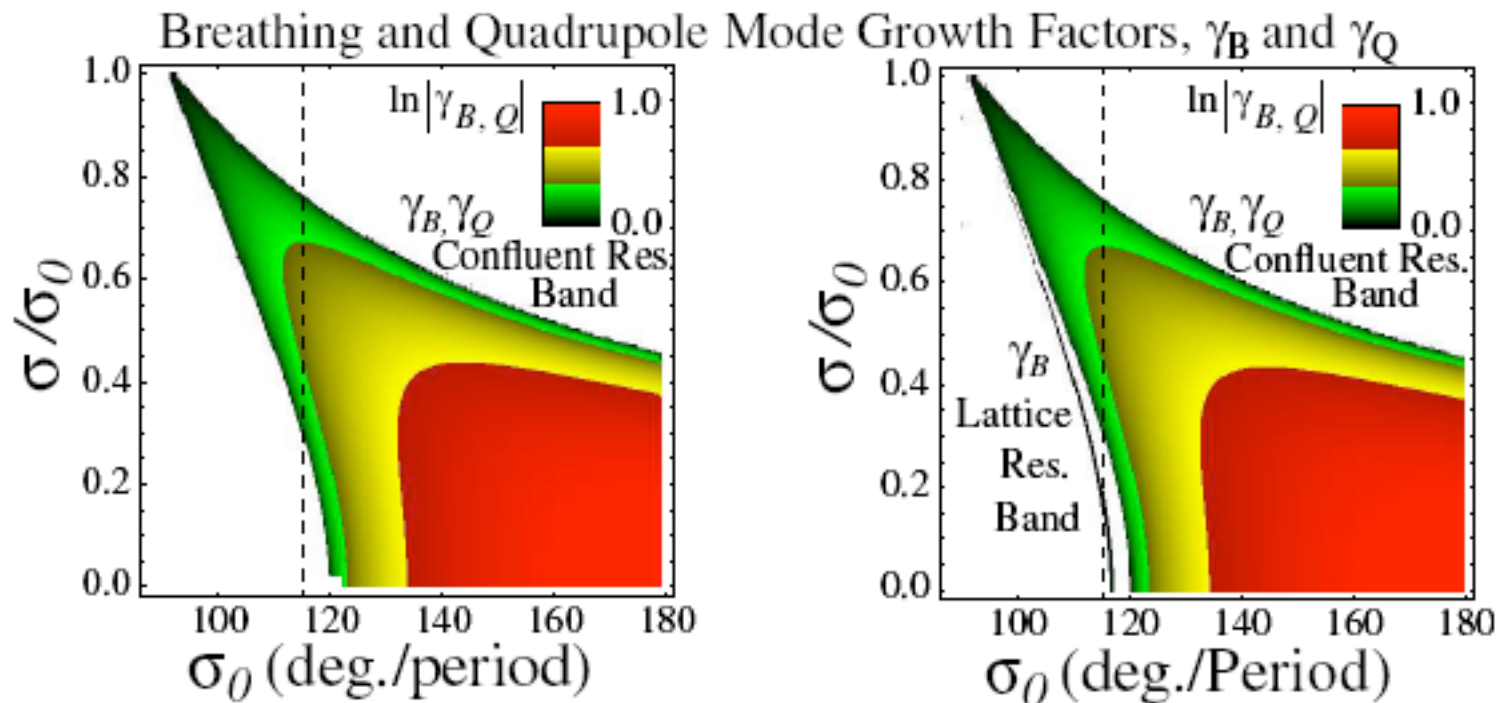 Breathing and Quadrupole Mode Growth Factors, γB and γQ
1.0
0.8
0.6
0.4
0.2
0.0
σ/σ0
ln|γB, Q|
1.0
0.0
γB,γQ
Confluent Res.
Band
100 120 140 160 180
σ0 (deg./period)
1.0
0.8
0.6
0.4
0.2
0.0
σ/σ0
ln|γB, Q|
1.0
0.0
γB,γQ
Confluent Res.
Band
γB
Lattice
Res.
Band
100 120 140 160 180
σ0 (deg./Period)